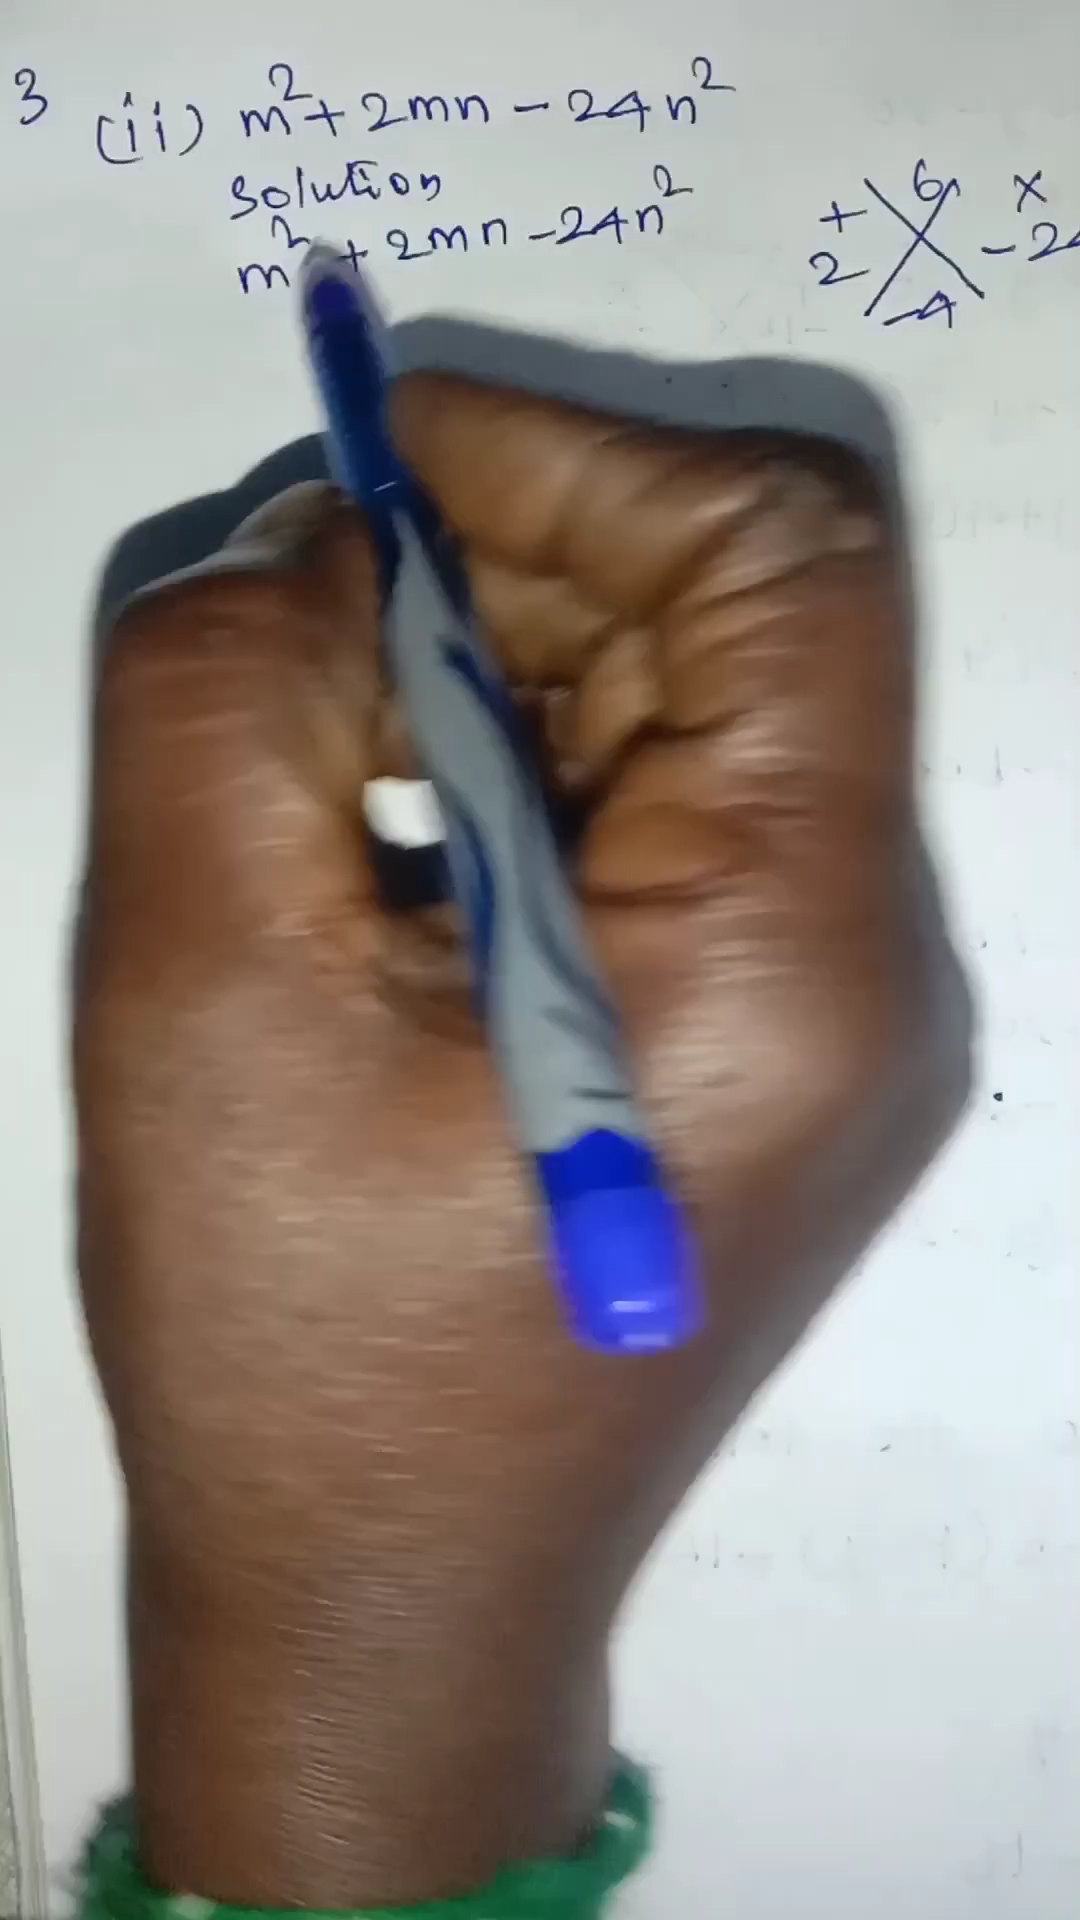 3 (ii) m² + 2mn - 24n²
Solution
m² + 2mn - 24n²
6 ×
+
2 -24
-4